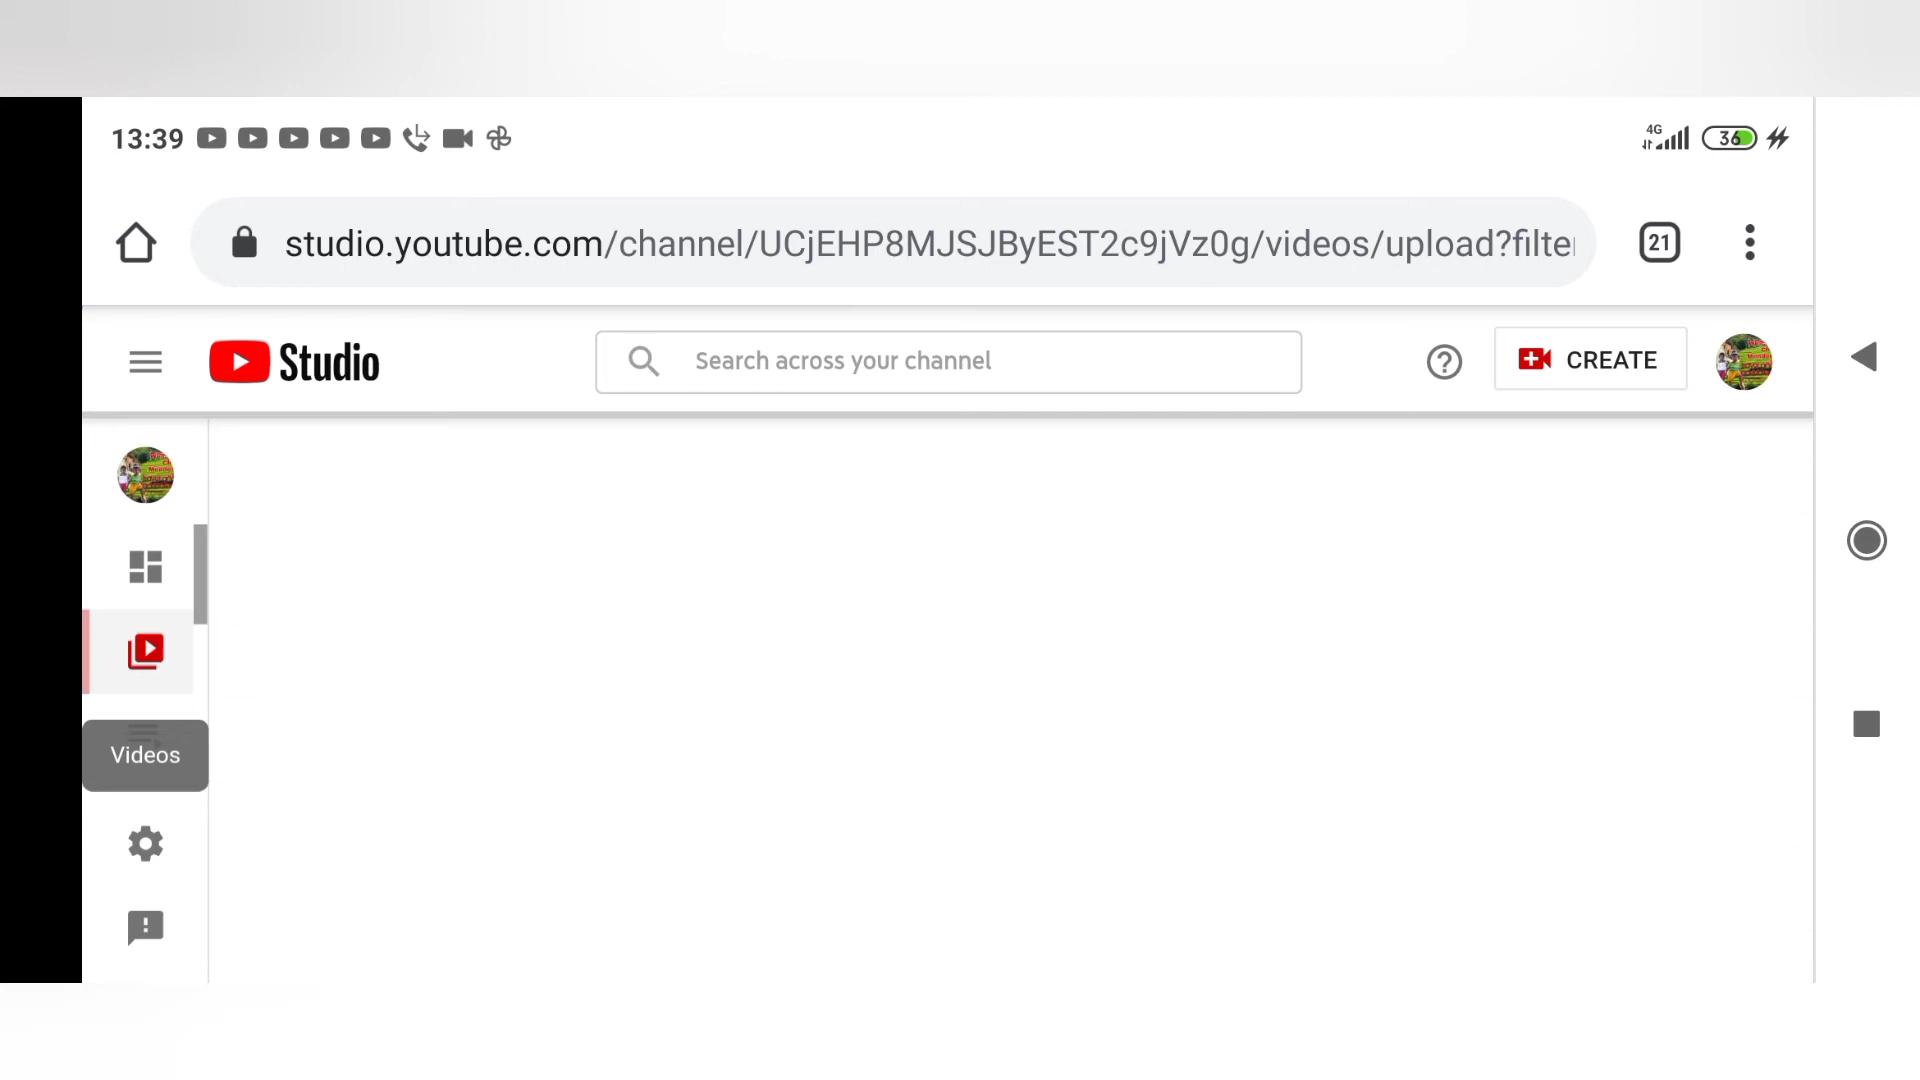 13:39
4G
36
studio.youtube.com/channel/UCjEHP8MJSJByEST2c9jVz0g/videos/upload?filter
21
Studio
Search across your channel
CREATE
Videos